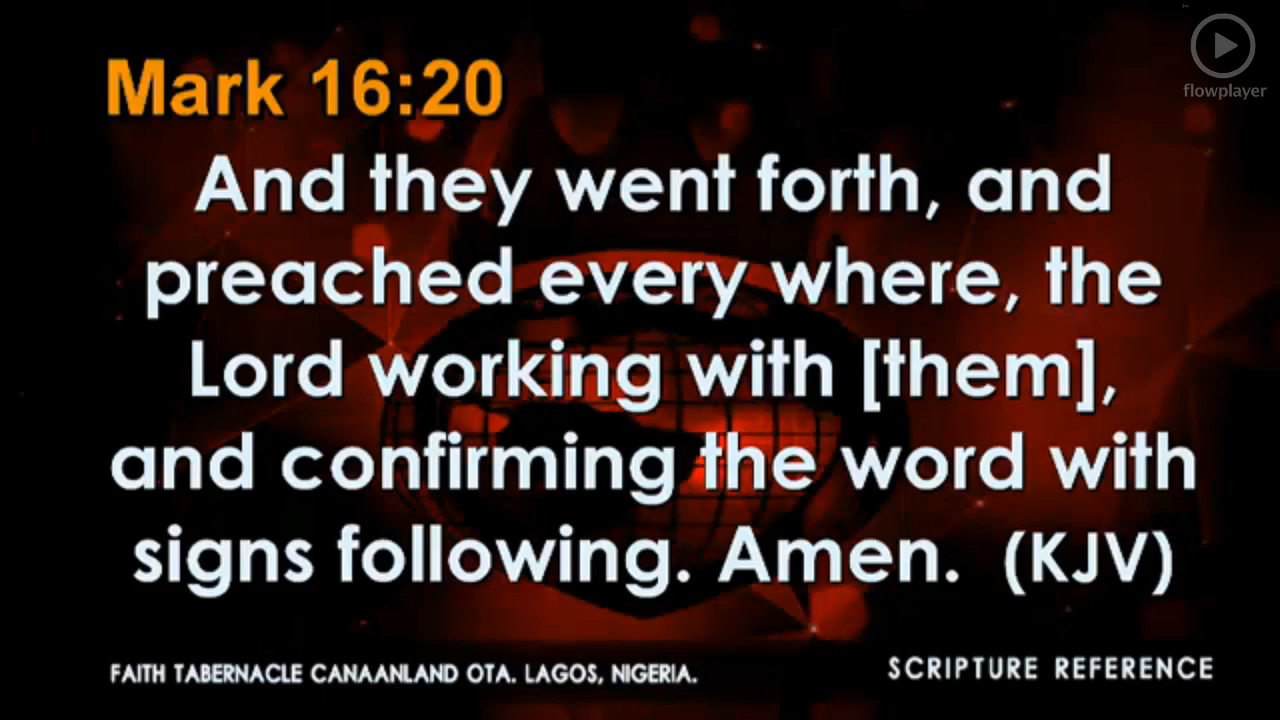 flowplayer
Mark 16:20
And they went forth, and
preached every where, the
Lord working with [them],
and confirming the word with
signs following. Amen. (KJV)
FAITH TABERNACLE CANAANLAND OTA. LAGOS, NIGERIA.
SCRIPTURE REFERENCE